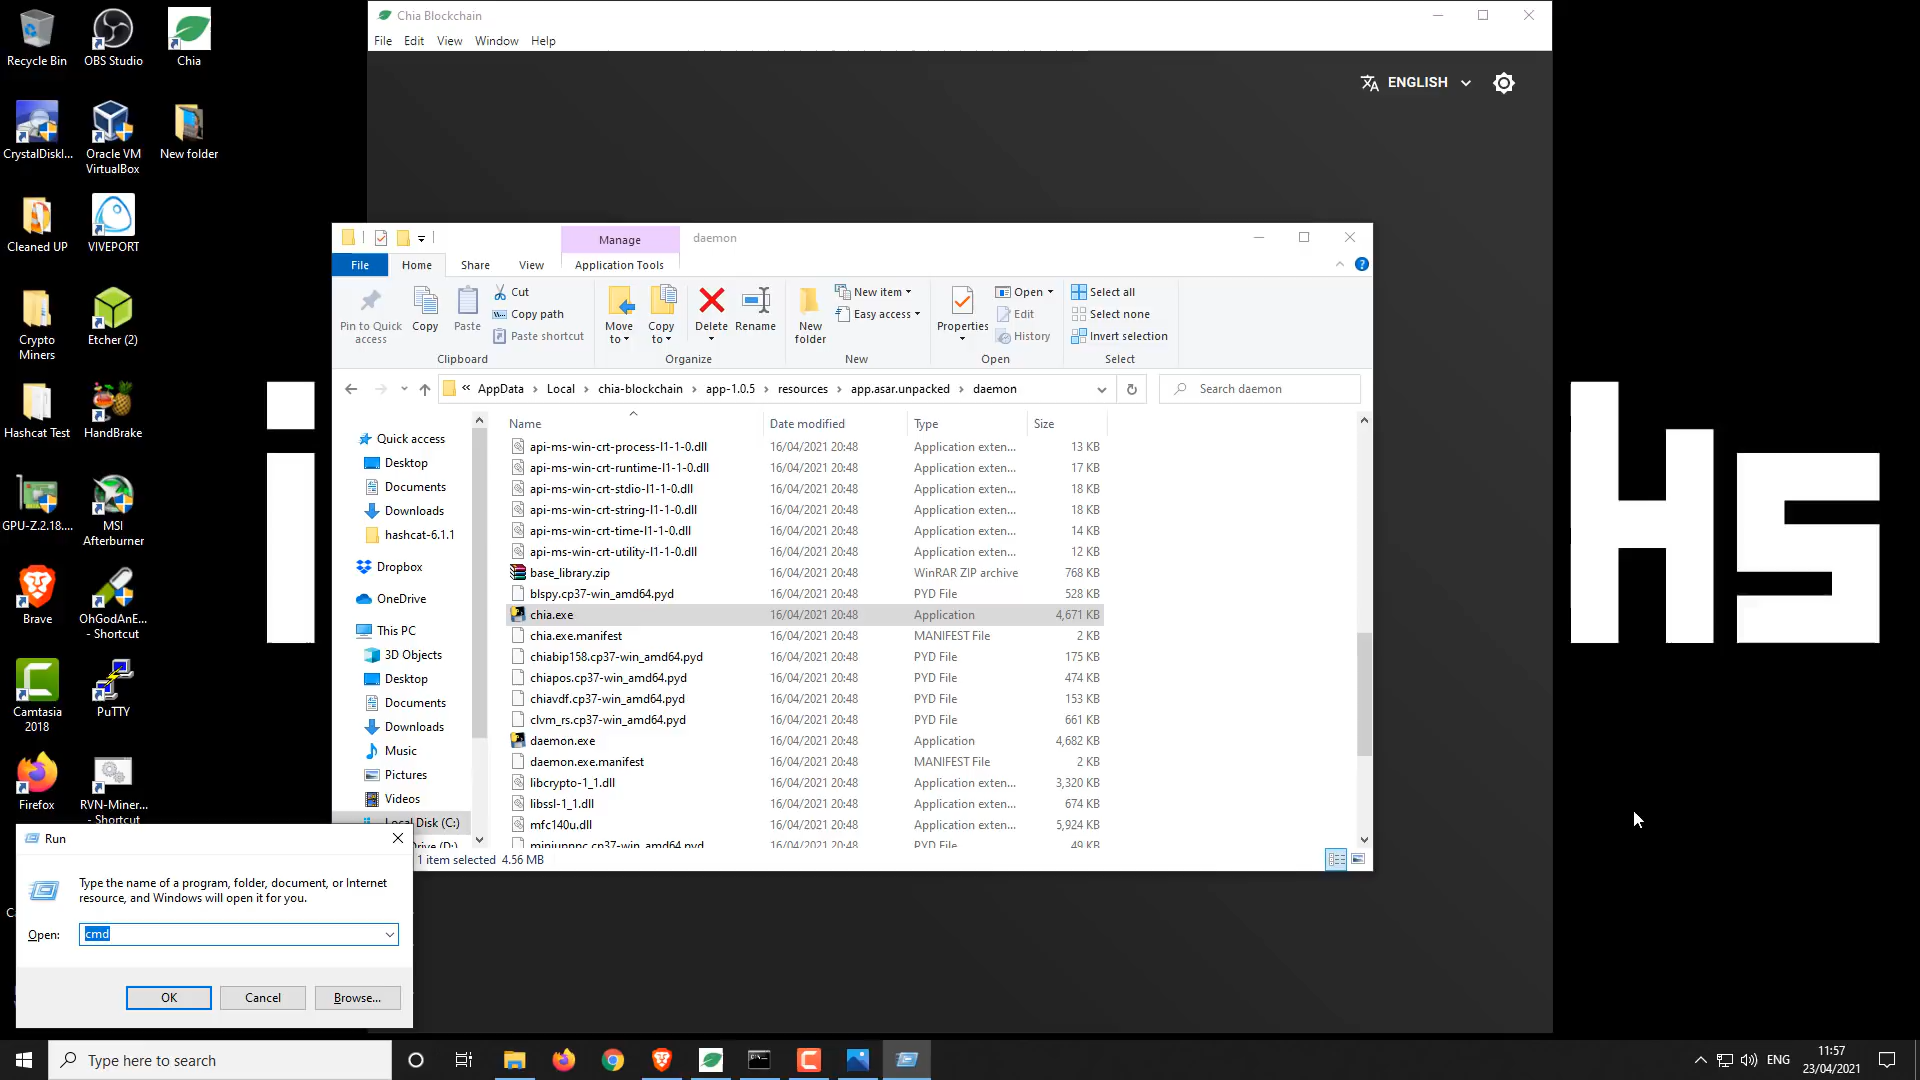 Recycle Bin
OBS Studio
Chia
CrystalDiskI...
Oracle VM
VirtualBox
New folder
Cleaned UP
VIVEPORT
Crypto
Miners
Etcher (2)
Hashcat Test
HandBrake
GPU-Z.2.18....
MSI
Afterburner
Brave
OhGodAnE...
- Shortcut
Camtasia
2018
PuTTY
Firefox
RVN-Miner...
- Shortcut
Chia Blockchain
File Edit View Window Help
ENGLISH
Manage
daemon
File Home Share View Application Tools
Pin to Quick
access
Copy
Paste
Cut
Copy path
Paste shortcut
Clipboard
Move
to
Copy
to
Delete
Rename
Organize
New
folder
New item
Easy access
New
Properties
Open
Edit
History
Open
Select all
Select none
Invert selection
Select
« AppData › Local › chia-blockchain › app-1.0.5 › resources › app.asar.unpacked › daemon
Search daemon
Quick access
Desktop
Documents
Downloads
hashcat-6.1.1
Dropbox
OneDrive
This PC
3D Objects
Desktop
Documents
Downloads
Music
Pictures
Videos
Local Disk (C:)
Drive (D:)
Name Date modified Type Size
api-ms-win-crt-process-l1-1-0.dll 16/04/2021 20:48 Application exten... 13 KB
api-ms-win-crt-runtime-l1-1-0.dll 16/04/2021 20:48 Application exten... 17 KB
api-ms-win-crt-stdio-l1-1-0.dll 16/04/2021 20:48 Application exten... 18 KB
api-ms-win-crt-string-l1-1-0.dll 16/04/2021 20:48 Application exten... 18 KB
api-ms-win-crt-time-l1-1-0.dll 16/04/2021 20:48 Application exten... 14 KB
api-ms-win-crt-utility-l1-1-0.dll 16/04/2021 20:48 Application exten... 12 KB
base_library.zip 16/04/2021 20:48 WinRAR ZIP archive 768 KB
blspy.cp37-win_amd64.pyd 16/04/2021 20:48 PYD File 528 KB
chia.exe 16/04/2021 20:48 Application 4,671 KB
chia.exe.manifest 16/04/2021 20:48 MANIFEST File 2 KB
chiabip158.cp37-win_amd64.pyd 16/04/2021 20:48 PYD File 175 KB
chiapos.cp37-win_amd64.pyd 16/04/2021 20:48 PYD File 474 KB
chiavdf.cp37-win_amd64.pyd 16/04/2021 20:48 PYD File 153 KB
clvm_rs.cp37-win_amd64.pyd 16/04/2021 20:48 PYD File 661 KB
daemon.exe 16/04/2021 20:48 Application 4,682 KB
daemon.exe.manifest 16/04/2021 20:48 MANIFEST File 2 KB
libcrypto-1_1.dll 16/04/2021 20:48 Application exten... 3,320 KB
libssl-1_1.dll 16/04/2021 20:48 Application exten... 674 KB
mfc140u.dll 16/04/2021 20:48 Application exten... 5,924 KB
miniupnpc.cp37-win_amd64.pyd 16/04/2021 20:48 PYD File 49 KB
1 item selected 4.56 MB
Run
Type the name of a program, folder, document, or Internet
resource, and Windows will open it for you.
Open: cmd
OK Cancel Browse...
Type here to search
ENG
11:57
23/04/2021